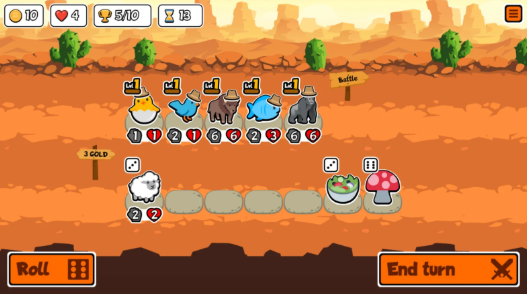 10 4 5/10 13
Lvl1 Lvl1 Lvl1 Lvl1 Lvl1
Battle
1 1 2 1 6 6 2 3 6 6
3 GOLD
2 2
Roll
End turn